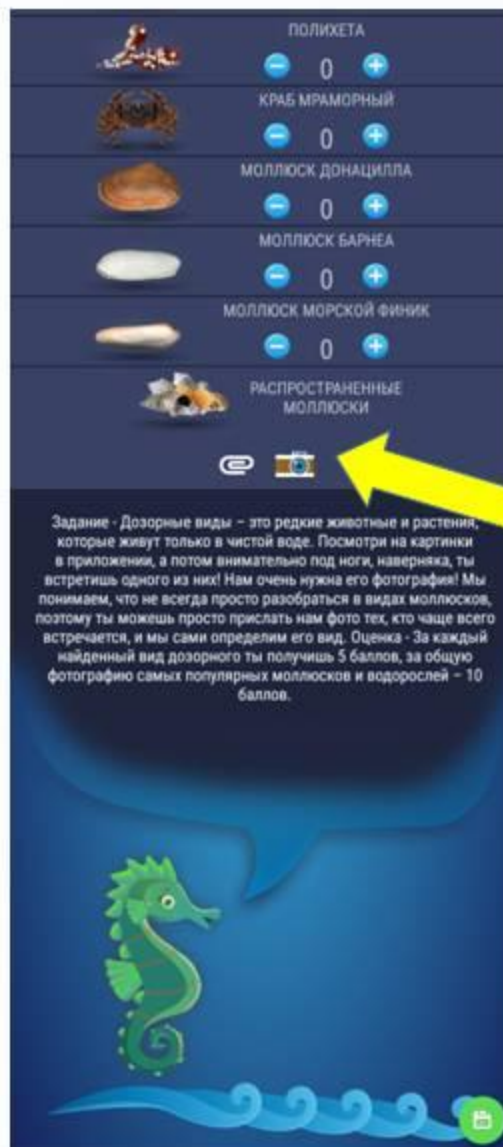 ПОЛИХЕТА
0
КРАБ МРАМОРНЫЙ
0
МОЛЛЮСК ДОНАЦИЛЛА
0
МОЛЛЮСК БАРНЕА
0
МОЛЛЮСК МОРСКОЙ ФИНИК
0
РАСПРОСТРАНЕННЫЕ
МОЛЛЮСКИ
Задание - Дозорные виды – это редкие животные и растения,
которые живут только в чистой воде. Посмотри на картинки
в приложении, а потом внимательно под ноги, наверняка, ты
встретишь одного из них! Нам очень нужна его фотография! Мы
понимаем, что не всегда просто разобраться в видах моллюсков,
поэтому ты можешь просто прислать нам фото тех, кто чаще всего
встречается, и мы сами определим его вид. Оценка - За каждый
найденный вид дозорного ты получишь 5 баллов, за общую
фотографию самых популярных моллюсков и водорослей – 10
баллов.